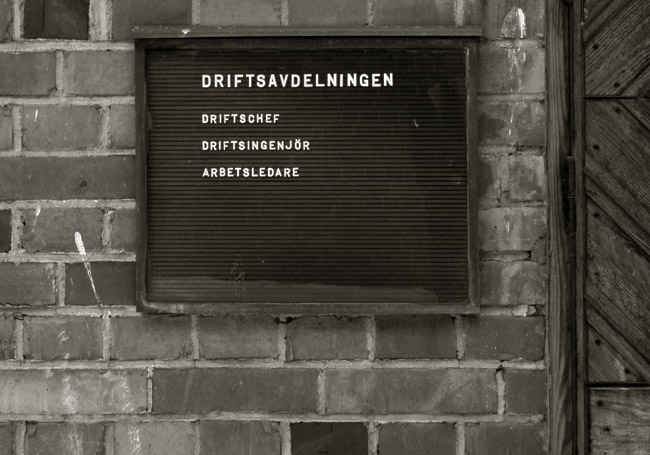 DRIFTSAVDELNINGEN
DRIFTSCHEF
DRIFTSINGENJÖR
ARBETSLEDARE